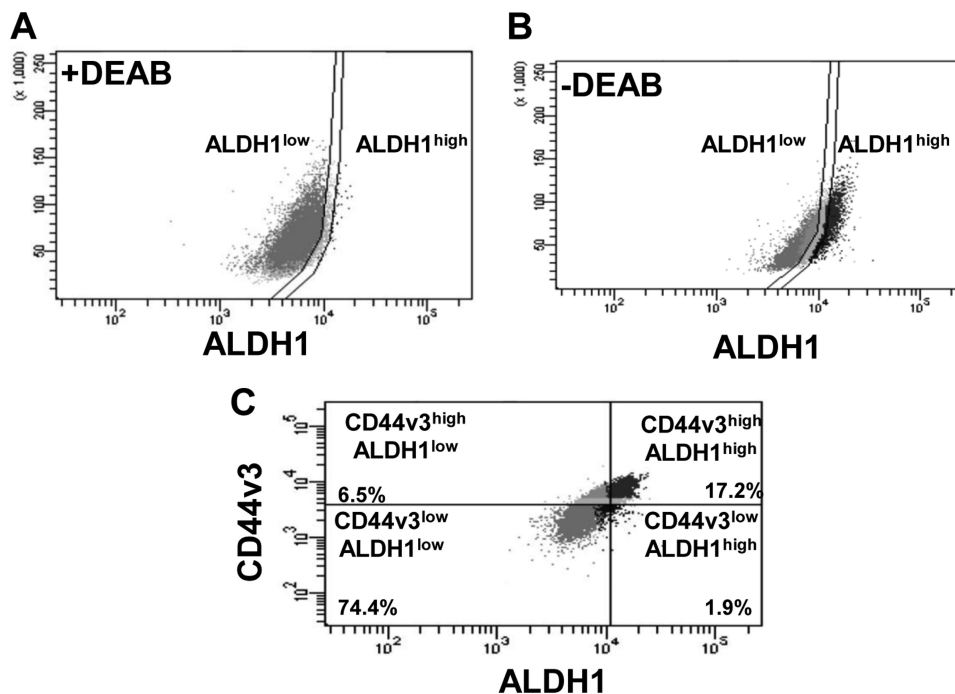 A
(x 1,000)
250
200
150
100
50
+DEAB
ALDH1low
ALDH1high
10²
10³
10⁴
10⁵
ALDH1
B
(x 1,000)
250
200
150
100
50
-DEAB
ALDH1low
ALDH1high
10²
10³
10⁴
10⁵
ALDH1
C
CD44v3
10⁵
10⁴
10³
10²
CD44v3high
ALDH1low
6.5%
CD44v3high
ALDH1high
17.2%
CD44v3low
ALDH1low
74.4%
CD44v3low
ALDH1high
1.9%
10²
10³
10⁴
10⁵
ALDH1